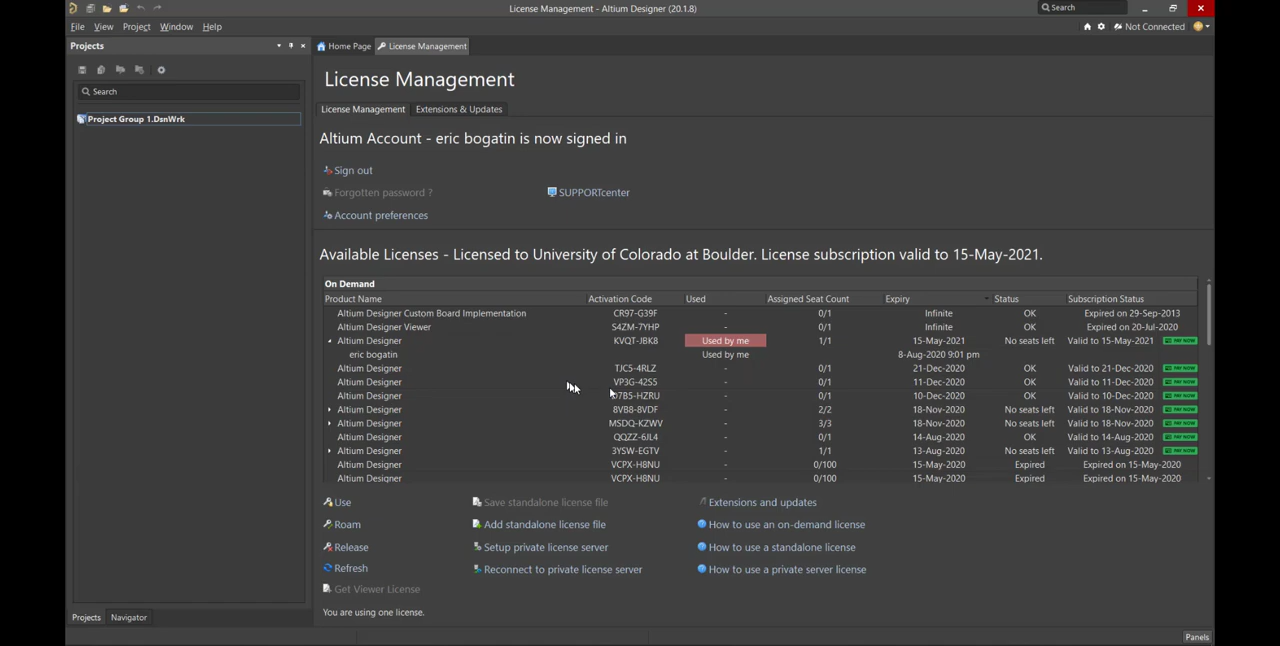 License Management - Altium Designer (20.1.8)
Search
File View Project Window Help
Not Connected
Projects
Home Page License Management
Search
Project Group 1.DsnWrk
License Management
License Management Extensions & Updates
Altium Account - eric bogatin is now signed in
Sign out
Forgotten password ? SUPPORTcenter
Account preferences
Available Licenses - Licensed to University of Colorado at Boulder. License subscription valid to 15-May-2021.
On Demand
Product Name Activation Code Used Assigned Seat Count Expiry Status Subscription Status
Altium Designer Custom Board Implementation CR97-G39F - 0/1 Infinite OK Expired on 29-Sep-2013
Altium Designer Viewer S4ZM-7YHP - 0/1 Infinite OK Expired on 20-Jul-2020
Altium Designer KVQT-JBK8 Used by me 1/1 15-May-2021 No seats left Valid to 15-May-2021 PAY NOW
eric bogatin Used by me 8-Aug-2020 9:01 pm
Altium Designer TJC5-4RLZ - 0/1 21-Dec-2020 OK Valid to 21-Dec-2020 PAY NOW
Altium Designer VP3G-42S5 - 0/1 11-Dec-2020 OK Valid to 11-Dec-2020 PAY NOW
Altium Designer - 0/1 10-Dec-2020 OK Valid to 10-Dec-2020 PAY NOW
Altium Designer 8VB8-8VDF - 2/2 18-Nov-2020 No seats left Valid to 18-Nov-2020 PAY NOW
Altium Designer MSDQ-KZWV - 3/3 18-Nov-2020 No seats left Valid to 18-Nov-2020 PAY NOW
Altium Designer QQZZ-6JL4 - 0/1 14-Aug-2020 OK Valid to 14-Aug-2020 PAY NOW
Altium Designer 3YSW-EGTV - 1/1 13-Aug-2020 No seats left Valid to 13-Aug-2020 PAY NOW
Altium Designer VCPX-H8NU - 0/100 15-May-2020 Expired Expired on 15-May-2020
Altium Designer VCPX-H8NU - 0/100 15-May-2020 Expired Expired on 15-May-2020
Use Save standalone license file Extensions and updates
Roam Add standalone license file How to use an on-demand license
Release Setup private license server How to use a standalone license
Refresh Reconnect to private license server How to use a private server license
Get Viewer License
You are using one license.
Projects Navigator
Panels